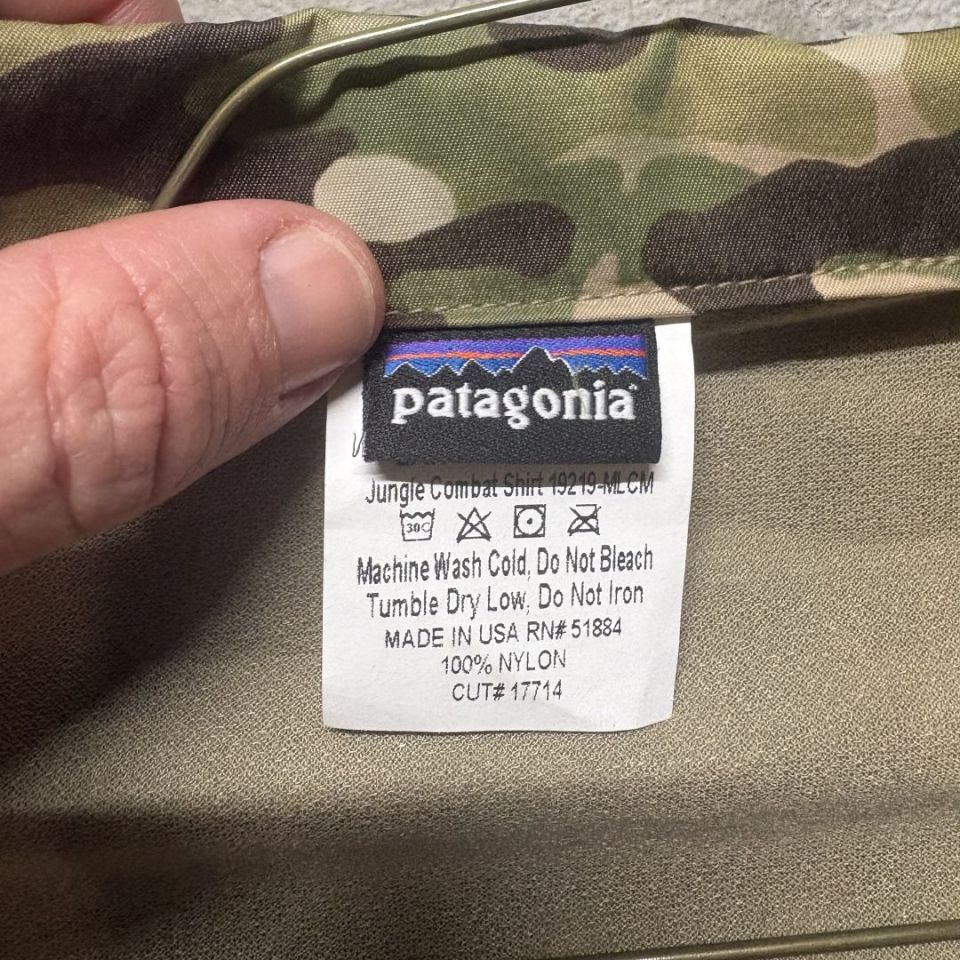 patagonia
Jungle Combat Shirt 19219-MLCM
30C
Machine Wash Cold, Do Not Bleach
Tumble Dry Low, Do Not Iron
MADE IN USA RN# 51884
100% NYLON
CUT# 17714